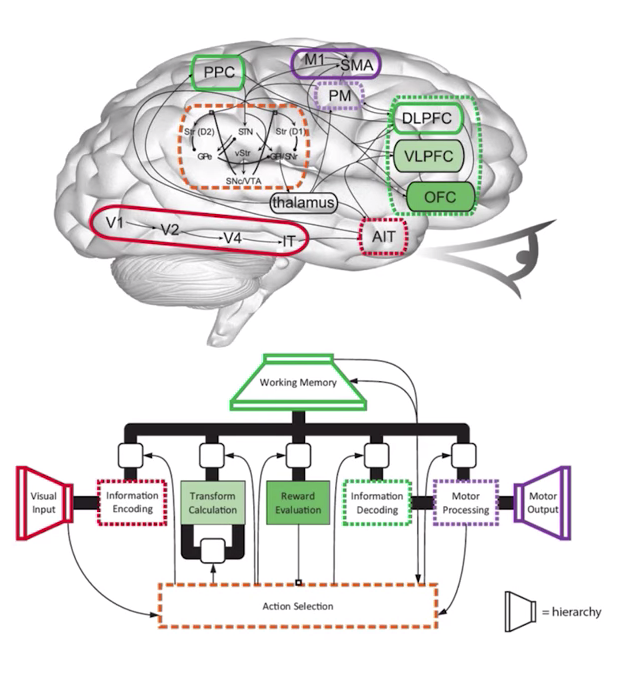 PPC
M1
SMA
PM
DLPFC
VLPFC
OFC
Str (D2)
STN
Str (D1)
GPe
vStr
GPi/SNr
SNc/VTA
thalamus
V1
V2
V4
IT
AIT
Working Memory
Visual
Input
Information
Encoding
Transform
Calculation
Reward
Evaluation
Information
Decoding
Motor
Processing
Motor
Output
Action Selection
= hierarchy